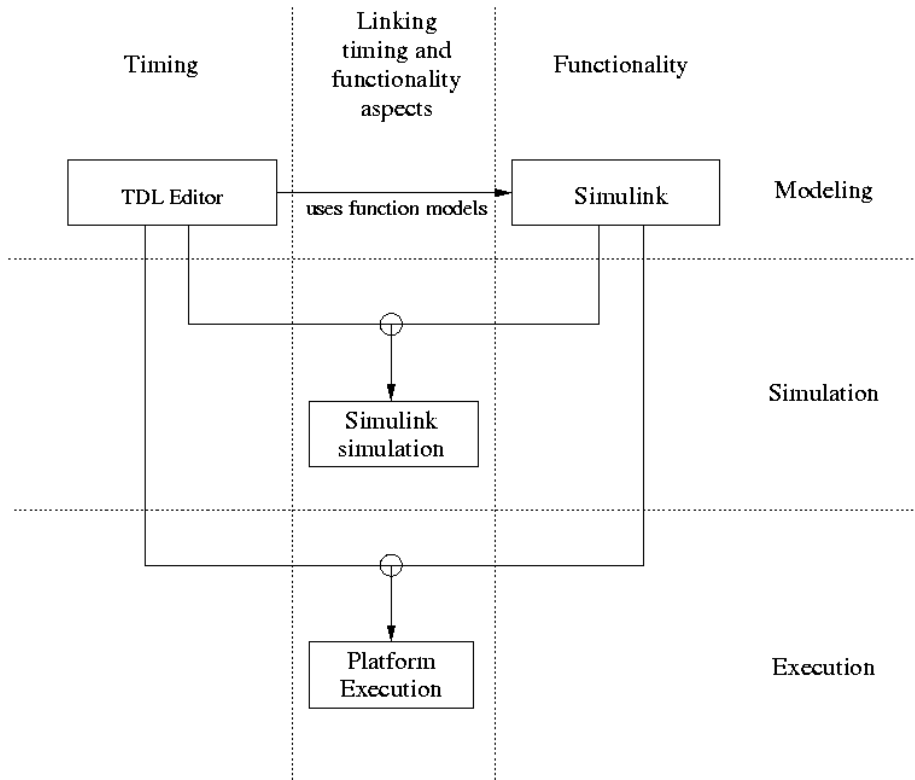 Timing
Linking
timing and
functionality
aspects
Functionality
TDL Editor
uses function models
Simulink
Modeling
Simulink
simulation
Simulation
Platform
Execution
Execution